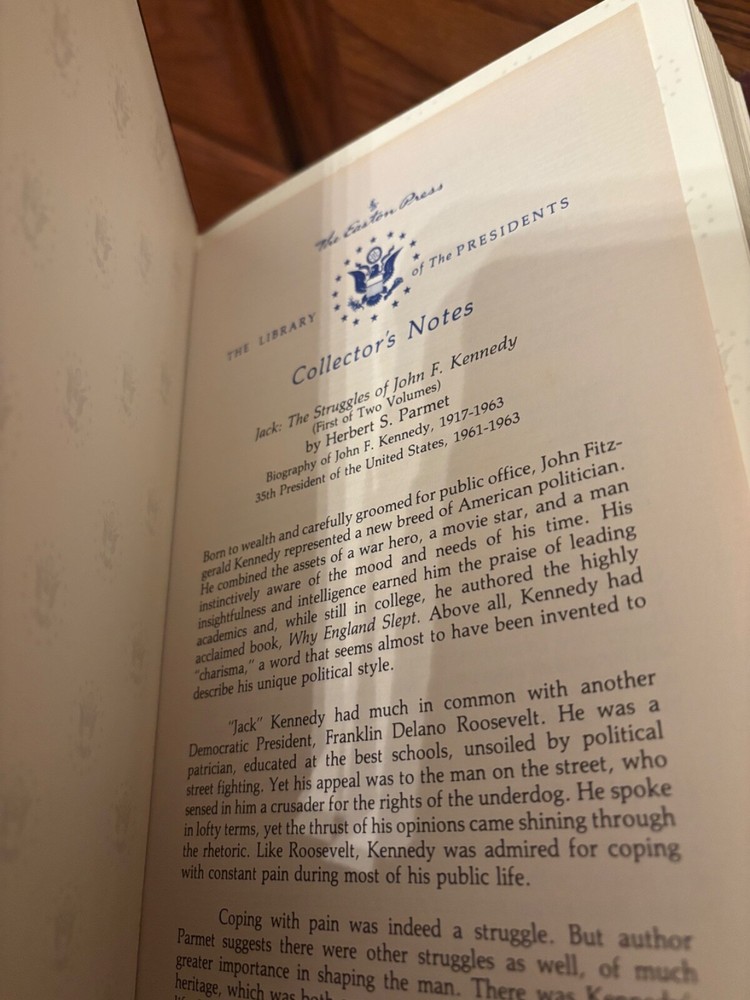 The Easton Press
THE LIBRARY of The PRESIDENTS
Collector's Notes
Jack: The Struggles of John F. Kennedy
(First of Two Volumes)
by Herbert S. Parmet
Biography of John F. Kennedy, 1917-1963
35th President of the United States, 1961-1963
Born to wealth and carefully groomed for public office, John Fitz-
gerald Kennedy represented a new breed of American politician.
He combined the assets of a war hero, a movie star, and a man
instinctively aware of the mood and needs of his time. His
insightfulness and intelligence earned him the praise of leading
academics and, while still in college, he authored the highly
acclaimed book, Why England Slept. Above all, Kennedy had
"charisma," a word that seems almost to have been invented to
describe his unique political style.
"Jack" Kennedy had much in common with another
Democratic President, Franklin Delano Roosevelt. He was a
patrician, educated at the best schools, unsoiled by political
street fighting. Yet his appeal was to the man on the street, who
sensed in him a crusader for the rights of the underdog. He spoke
in lofty terms, yet the thrust of his opinions came shining through
the rhetoric. Like Roosevelt, Kennedy was admired for coping
with constant pain during most of his public life.
Coping with pain was indeed a struggle. But author
Parmet suggests there were other struggles as well, of much
greater importance in shaping the man. There was
heritage, which was both